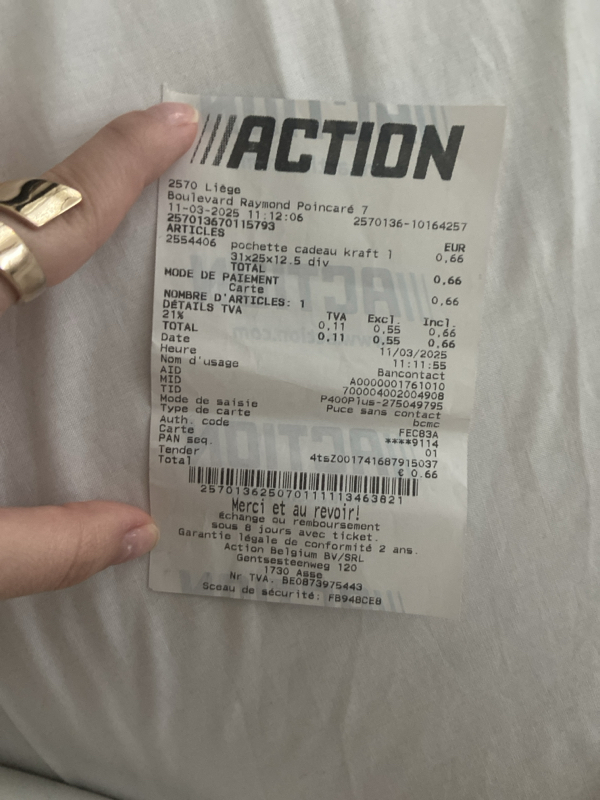 ACTION
2570 Liège
Boulevard Raymond Poincaré 7
11-03-2025 11:12:06 2570136-10164257
257013670115793
ARTICLES EUR
2554406 pochette cadeau kraft 1 0,66
31x25x12.5 div
TOTAL 0,66
MODE DE PAIEMENT
Carte 0,66
NOMBRE D'ARTICLES: 1
DÉTAILS TVA TVA Excl. Incl.
21% 0,11 0,55 0,66
TOTAL 0,11 0,55 0,66
Date 11/03/2025
Heure 11:11:55
Nom d'usage Bancontact
AID A0000001761010
MID 700004002004908
TID P400Plus-275049795
Mode de saisie Puce sans contact
Type de carte bcmc
Auth. code FEC83A
Carte ****9114
PAN seq. 01
Tender 4tsZ001741687915037
Total € 0.66
2570136250701111134638​21
Merci et au revoir!
Échange ou remboursement
sous 8 jours avec ticket.
Garantie légale de conformité 2 ans.
Action Belgium BV/SRL
Gentsesteenweg 120
1730 Asse
Nr TVA. BE0873975443
Sceau de sécurité: FB948CE8